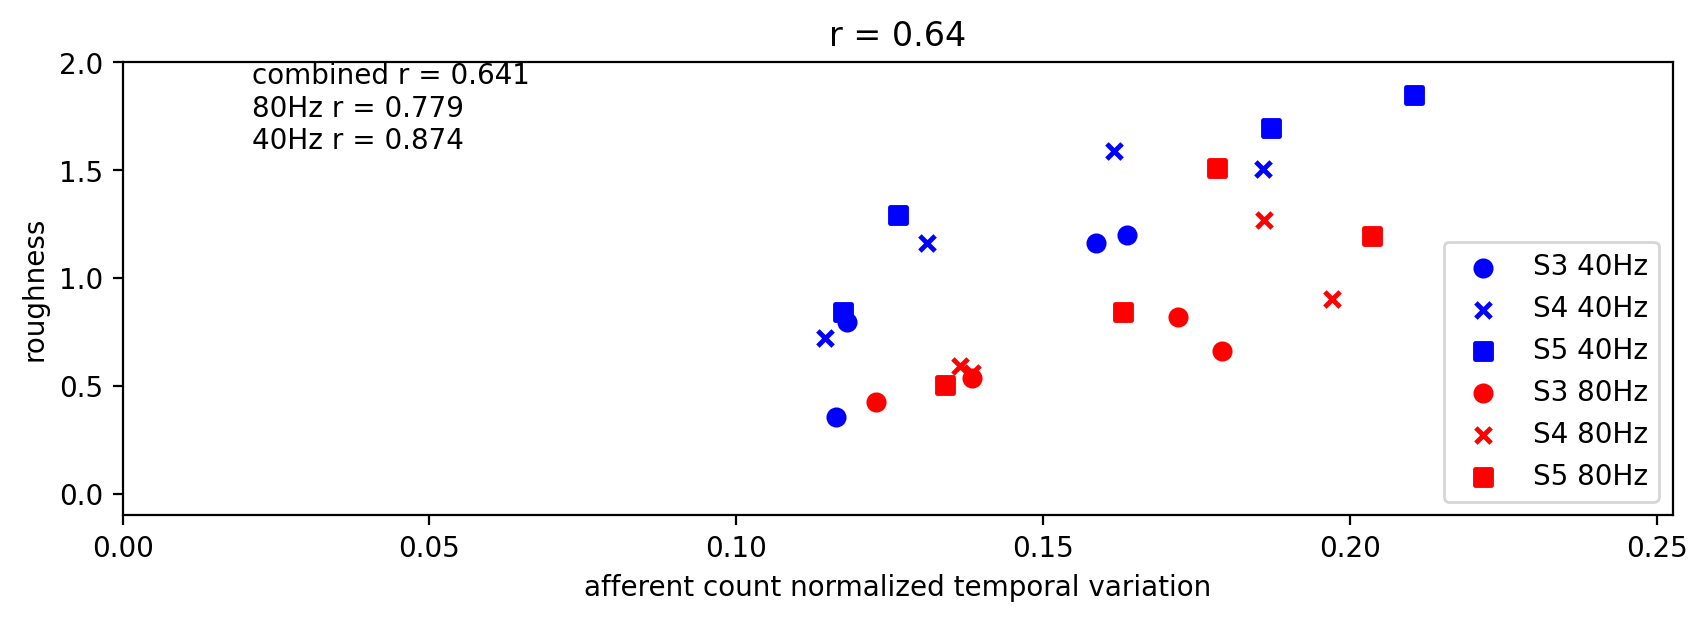 r = 0.64
combined r = 0.641
80Hz r = 0.779
40Hz r = 0.874
2.0
1.5
1.0
0.5
0.0
roughness
S3 40Hz
S4 40Hz
S5 40Hz
S3 80Hz
S4 80Hz
S5 80Hz
0.00 0.05 0.10 0.15 0.20 0.25
afferent count normalized temporal variation